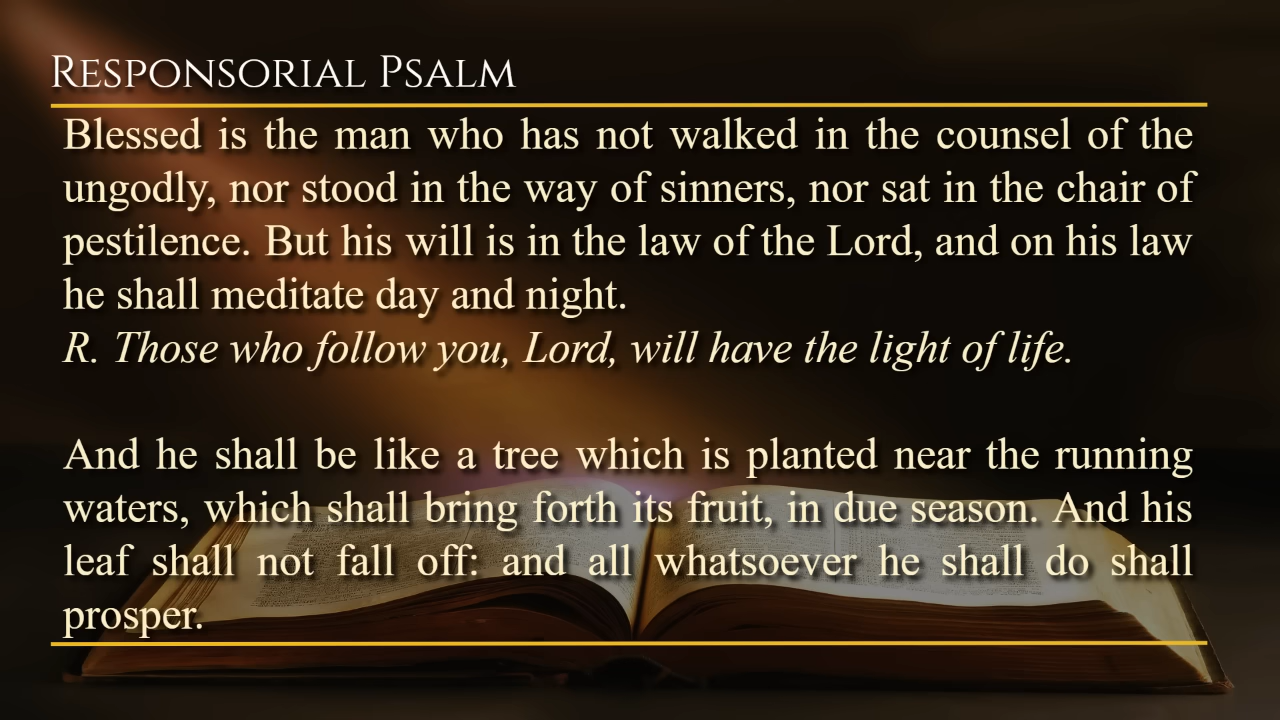 Responsorial Psalm
Blessed is the man who has not walked in the counsel of the
ungodly, nor stood in the way of sinners, nor sat in the chair of
pestilence. But his will is in the law of the Lord, and on his law
he shall meditate day and night.
R. Those who follow you, Lord, will have the light of life.
And he shall be like a tree which is planted near the running
waters, which shall bring forth its fruit, in due season. And his
leaf shall not fall off: and all whatsoever he shall do shall
prosper.